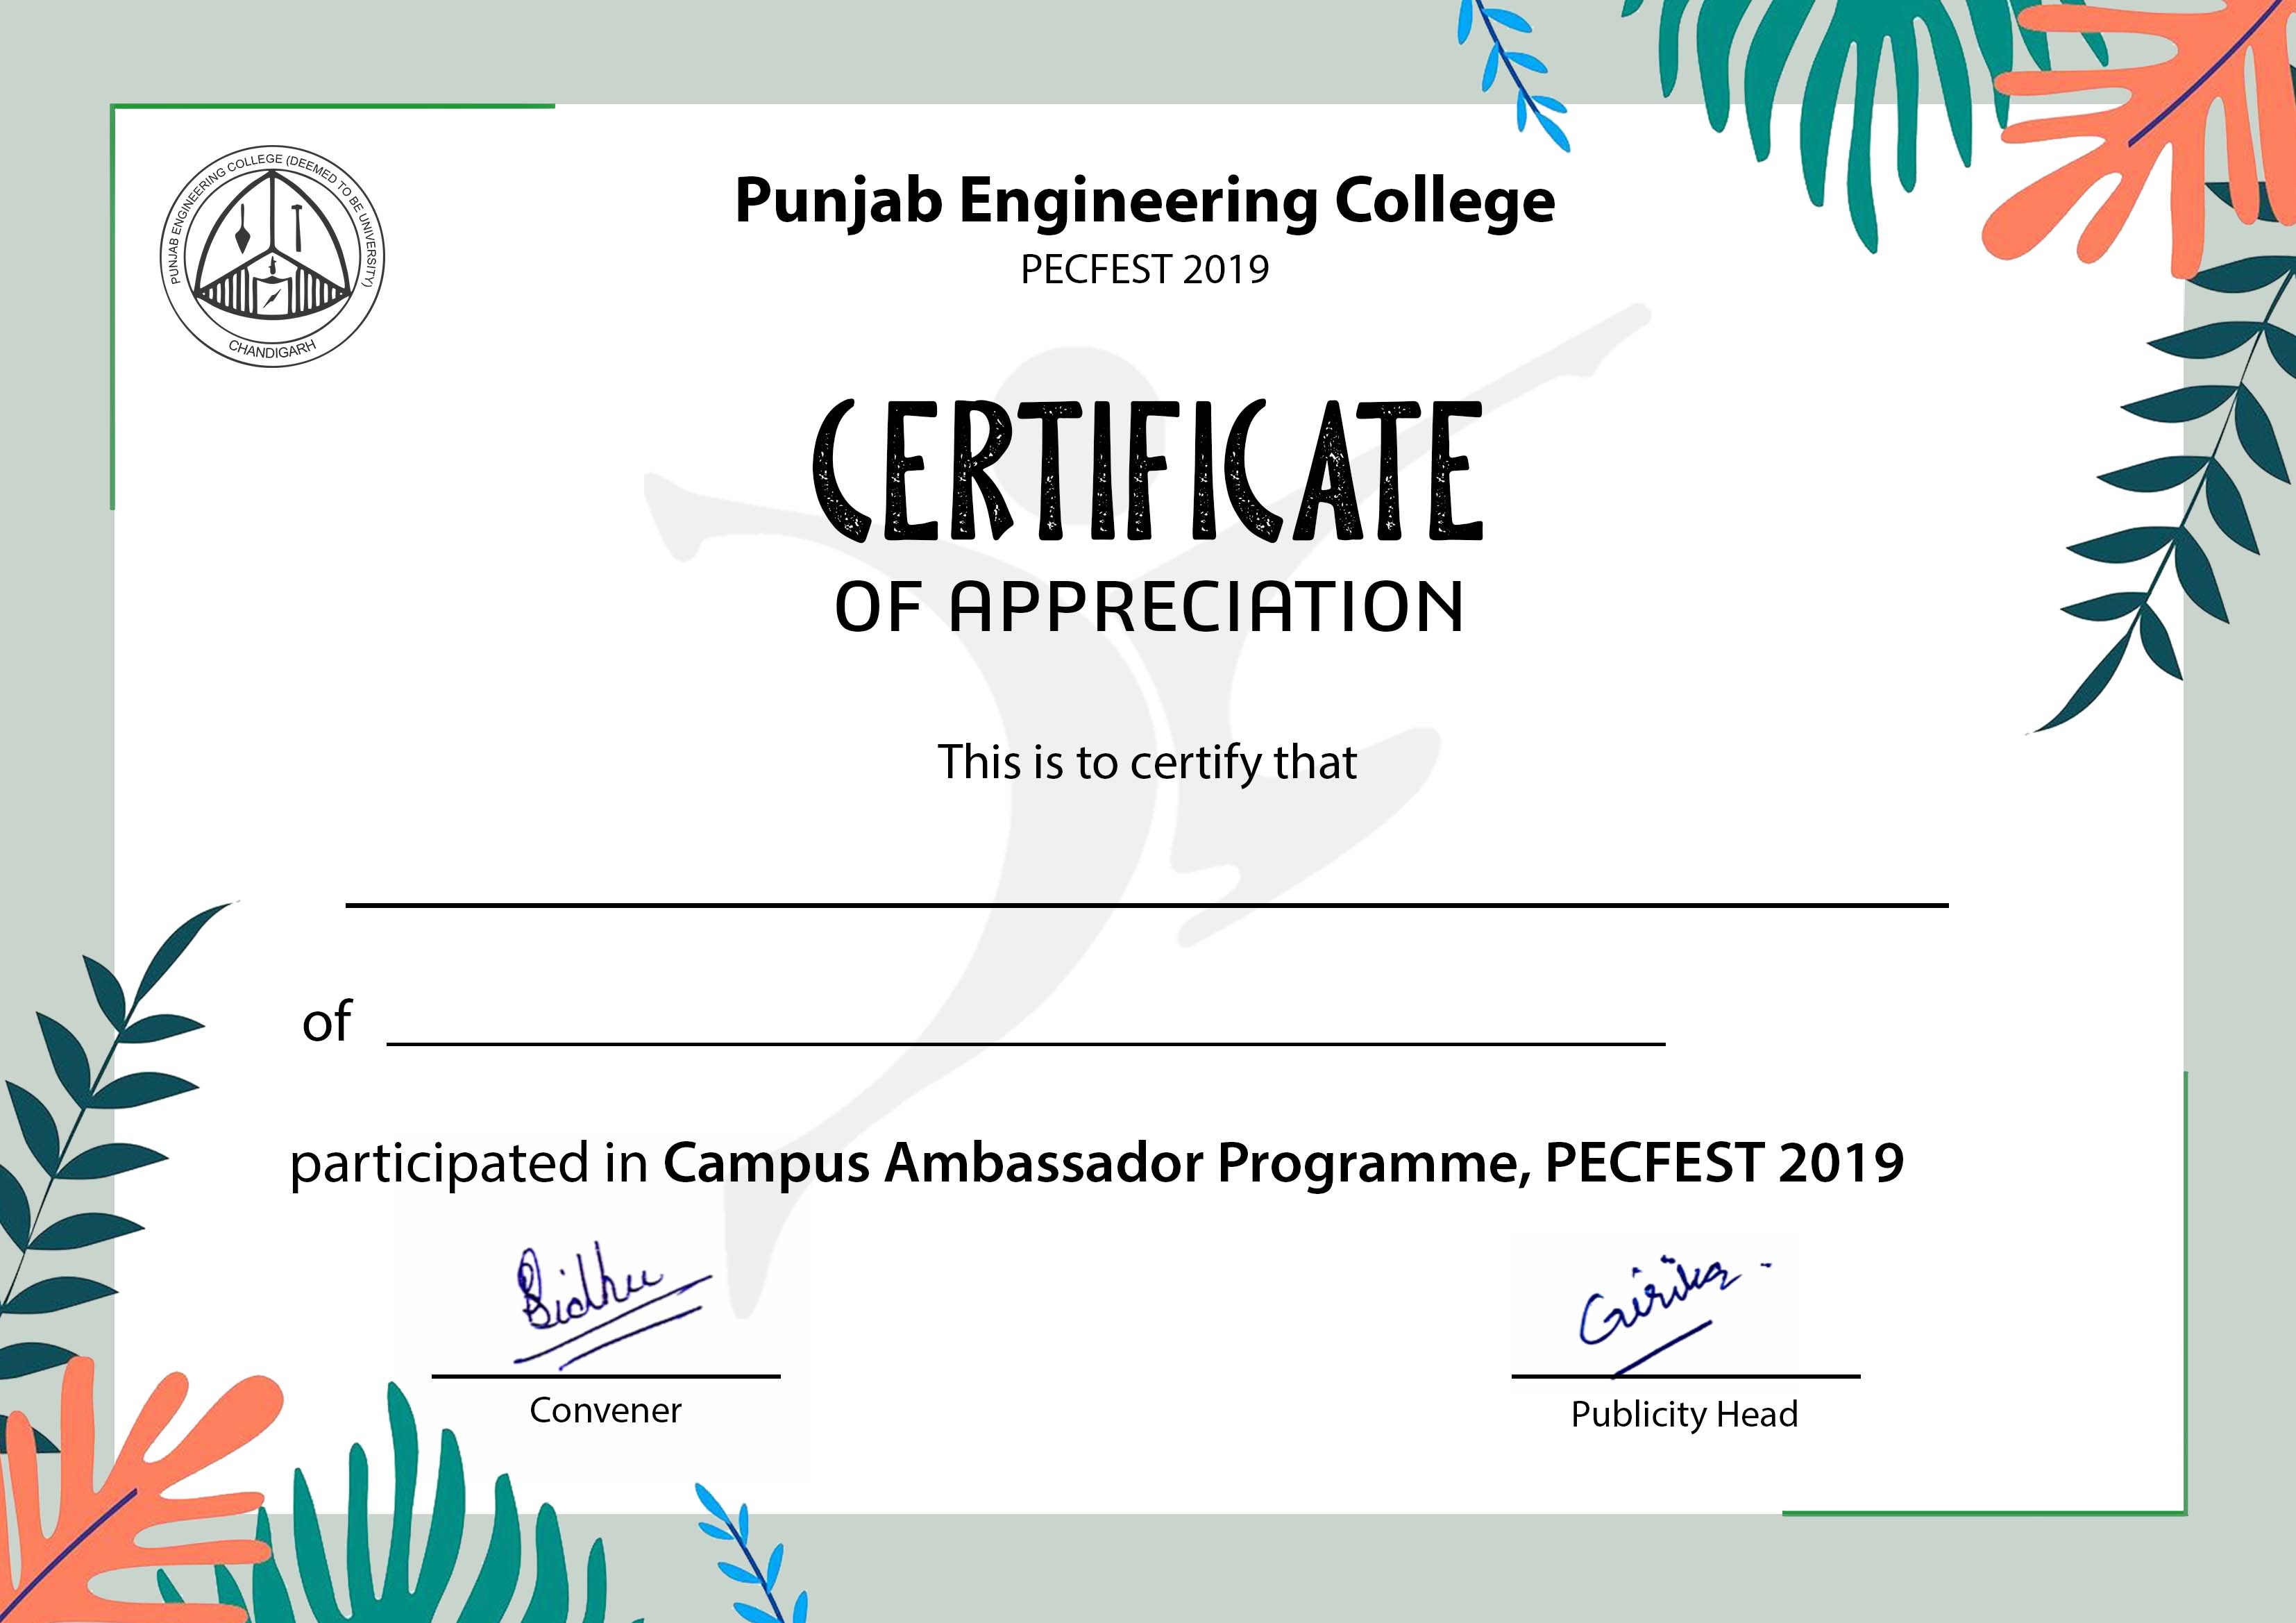 PUNJAB ENGINEERING COLLEGE (DEEMED TO BE UNIVERSITY)
CHANDIGARH
Punjab Engineering College
PECFEST 2019
CERTIFICATE
OF APPRECIATION
This is to certify that
of
participated in Campus Ambassador Programme, PECFEST 2019
Bidhu
Girika
Convener
Publicity Head